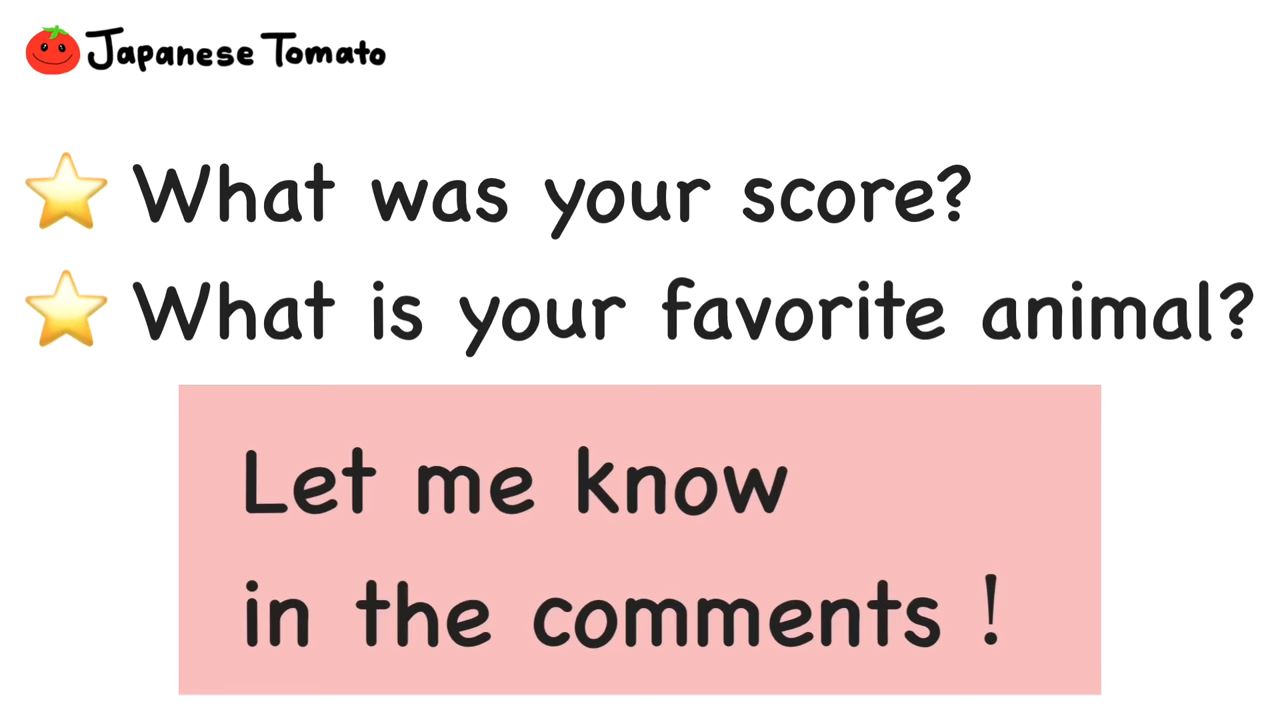 Japanese Tomato
What was your score?
What is your favorite animal?
Let me know
in the comments !